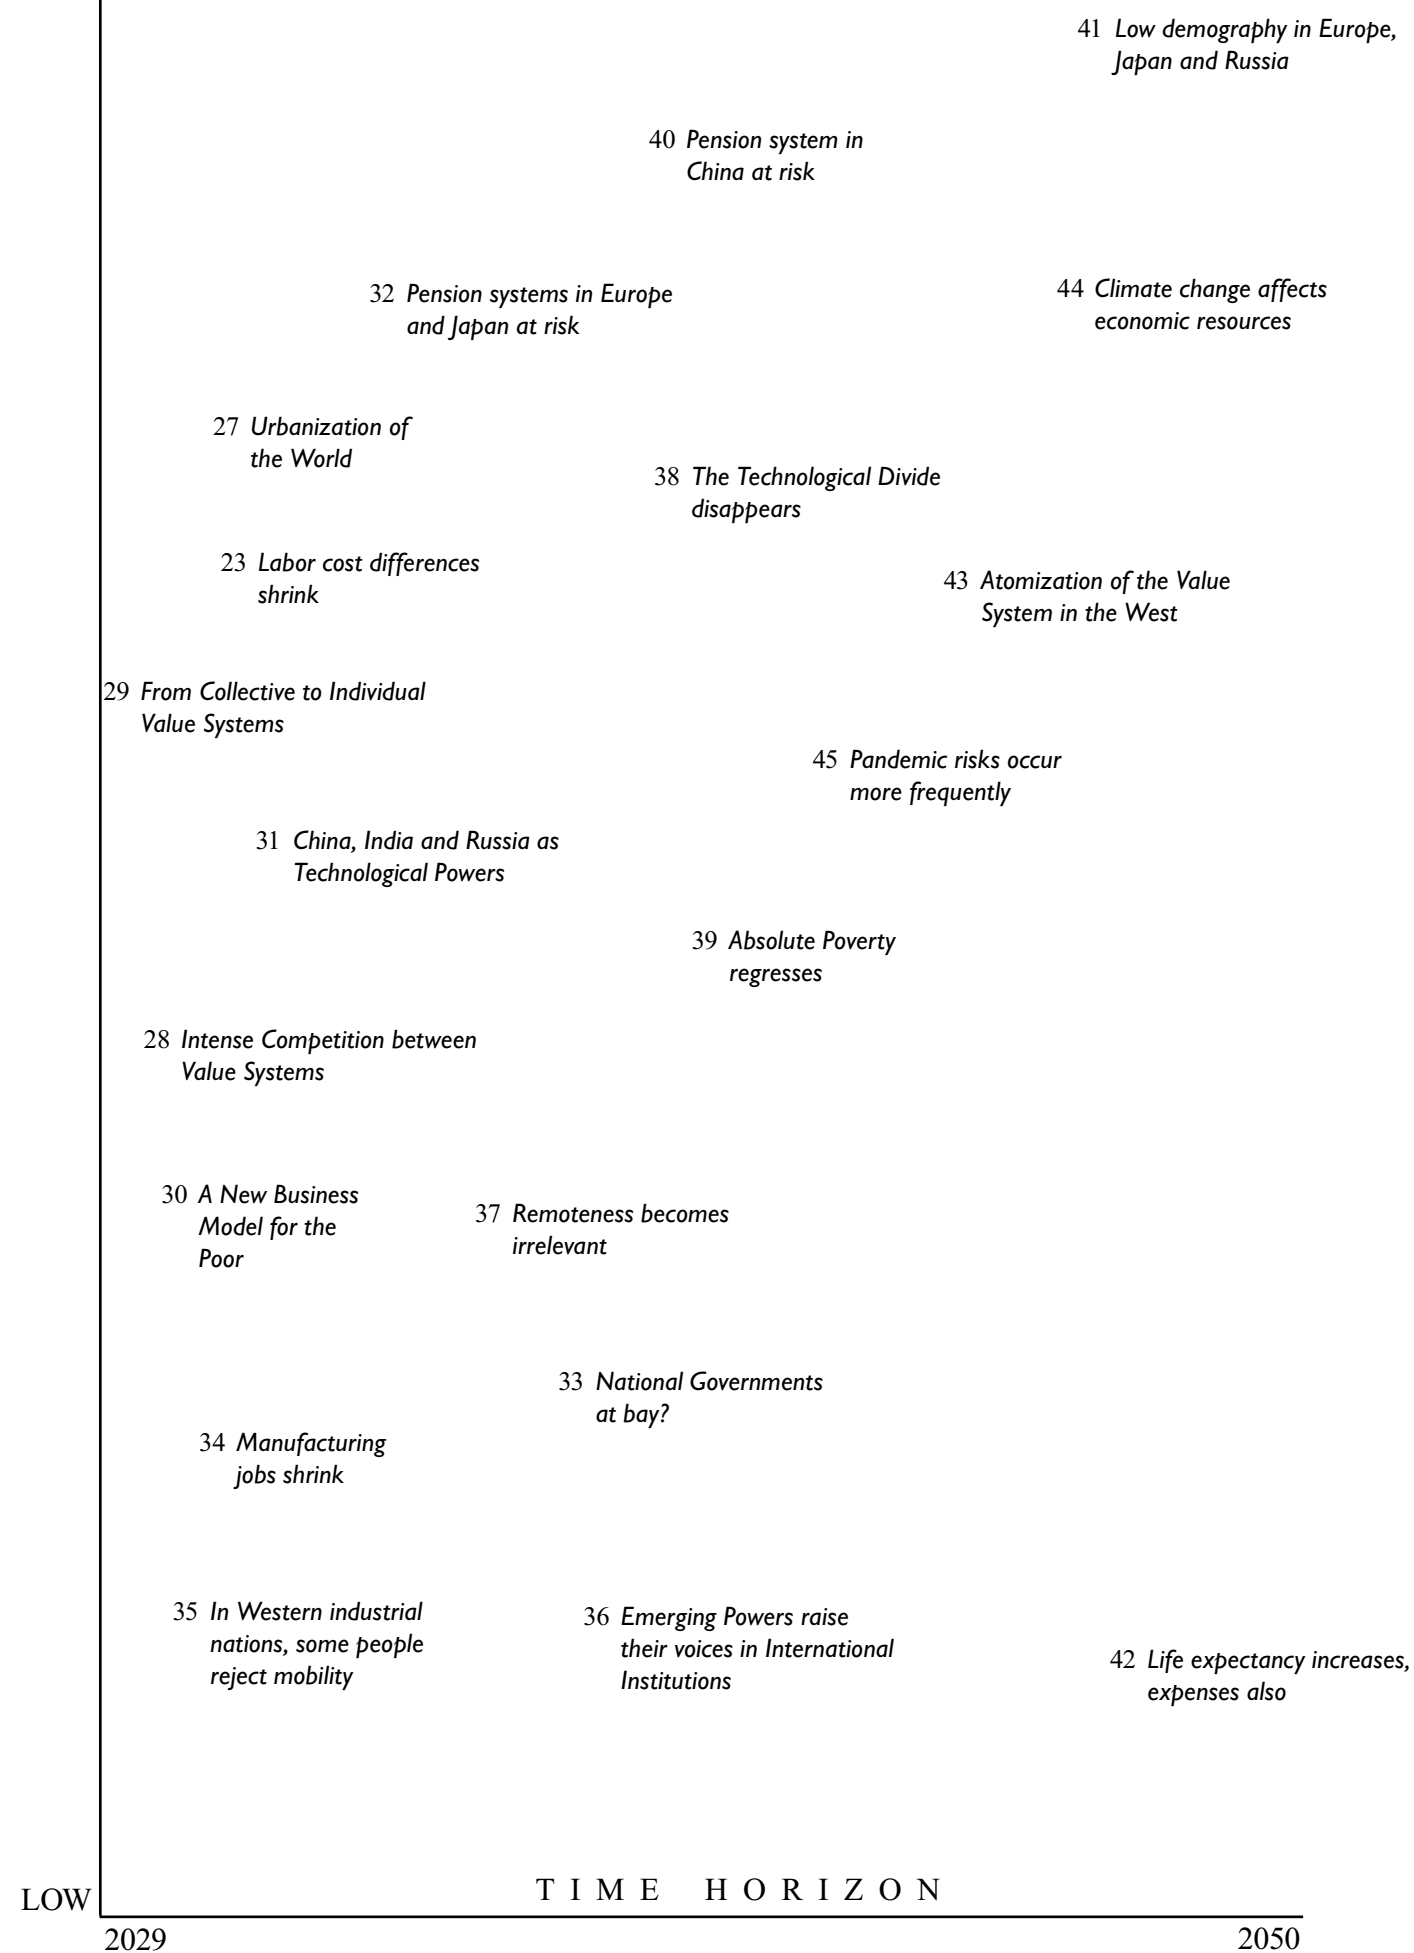 41 Low demography in Europe,
Japan and Russia
40 Pension system in
China at risk
32 Pension systems in Europe
and Japan at risk
44 Climate change affects
economic resources
27 Urbanization of
the World
38 The Technological Divide
disappears
23 Labor cost differences
shrink
43 Atomization of the Value
System in the West
29 From Collective to Individual
Value Systems
45 Pandemic risks occur
more frequently
31 China, India and Russia as
Technological Powers
39 Absolute Poverty
regresses
28 Intense Competition between
Value Systems
30 A New Business
Model for the
Poor
37 Remoteness becomes
irrelevant
33 National Governments
at bay?
34 Manufacturing
jobs shrink
35 In Western industrial
nations, some people
reject mobility
36 Emerging Powers raise
their voices in International
Institutions
42 Life expectancy increases,
expenses also
LOW
TIME HORIZON
2029
2050